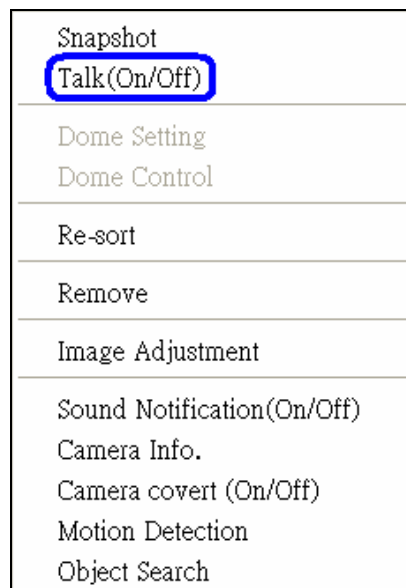 Snapshot
Talk(On/Off)
Dome Setting
Dome Control
Re-sort
Remove
Image Adjustment
Sound Notification(On/Off)
Camera Info.
Camera covert (On/Off)
Motion Detection
Object Search